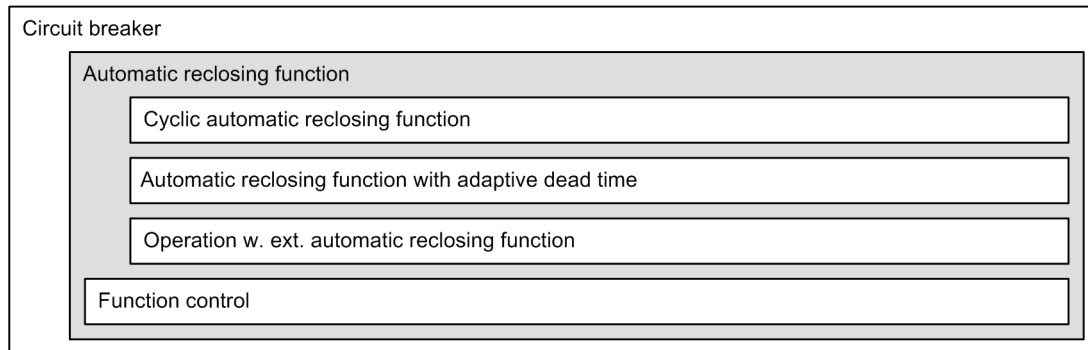 Circuit breaker
Automatic reclosing function
Cyclic automatic reclosing function
Automatic reclosing function with adaptive dead time
Operation w. ext. automatic reclosing function
Function control